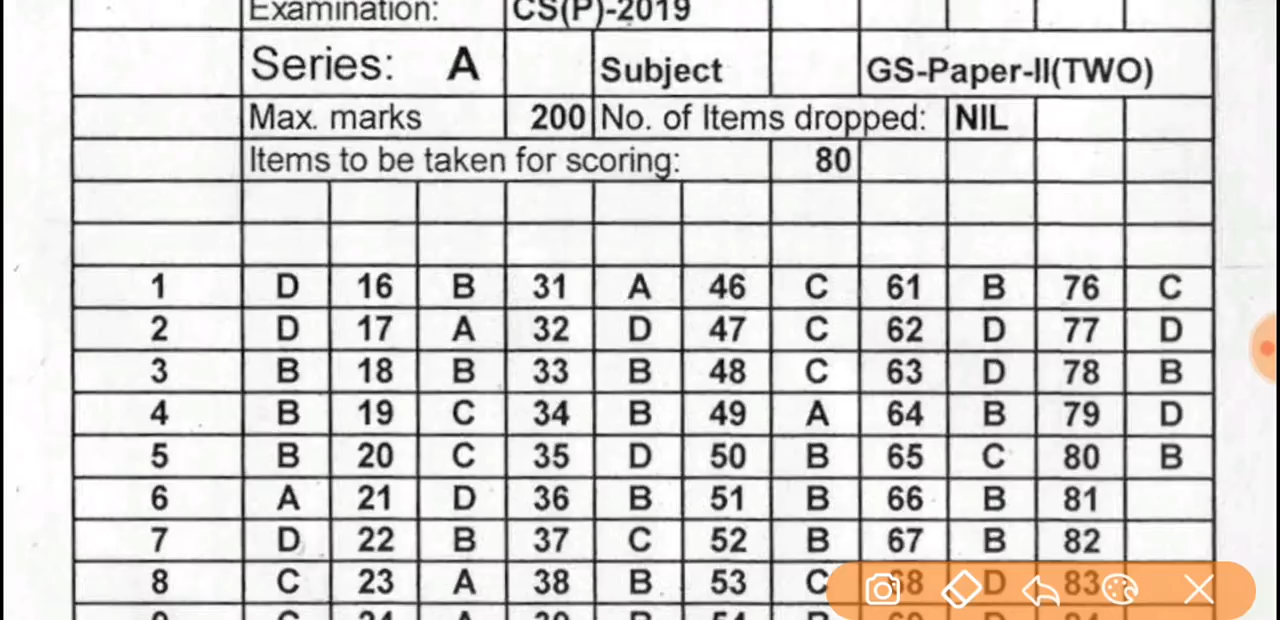 Examination: CS(P)-2019
Series: A Subject GS-Paper-II(TWO)
Max. marks 200 No. of Items dropped: NIL
Items to be taken for scoring: 80
1 D 16 B 31 A 46 C 61 B 76 C
2 D 17 A 32 D 47 C 62 D 77 D
3 B 18 B 33 B 48 C 63 D 78 B
4 B 19 C 34 B 49 A 64 B 79 D
5 B 20 C 35 D 50 B 65 C 80 B
6 A 21 D 36 B 51 B 66 B 81
7 D 22 B 37 C 52 B 67 B 82
8 C 23 A 38 B 53 C 68 D 83